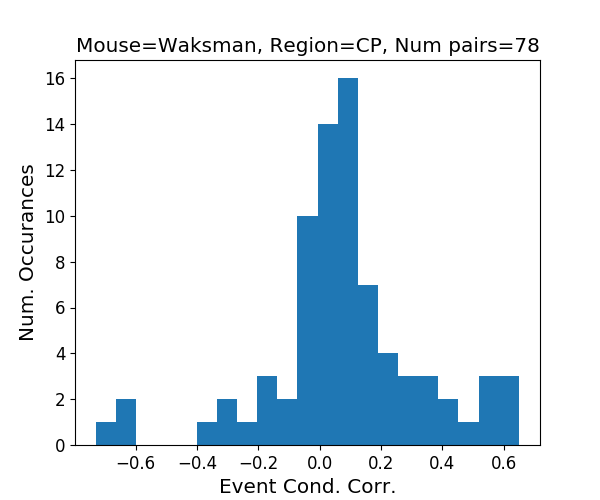 Mouse=Waksman, Region=CP, Num pairs=78
16
14
12
10
8
6
4
2
0
Num. Occurances
−0.6 −0.4 −0.2 0.0 0.2 0.4 0.6
Event Cond. Corr.